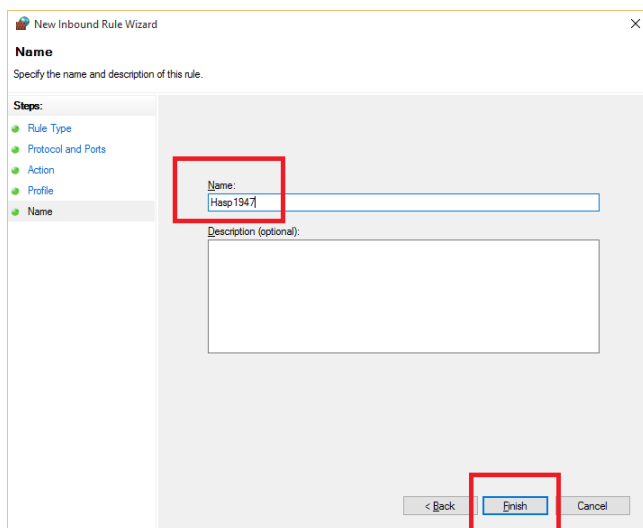 New Inbound Rule Wizard
Name
Specify the name and description of this rule.
Steps:
Rule Type
Protocol and Ports
Action
Profile
Name
Name:
Hasp1947
Description (optional):
< Back
Finish
Cancel